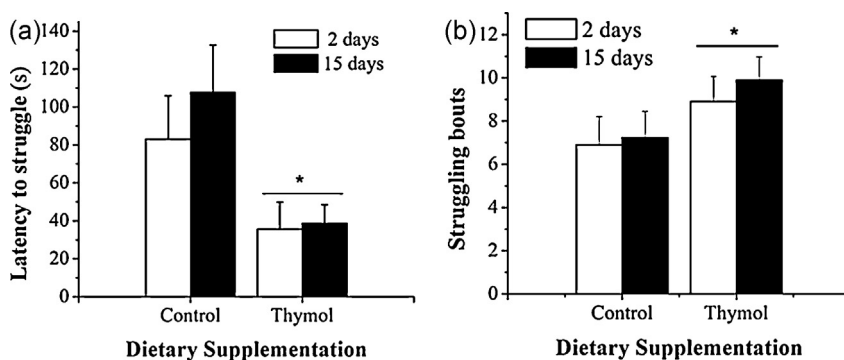 (a)
Latency to struggle (s)
140
120
100
80
60
40
20
0
2 days
15 days
*
Control
Thymol
Dietary Supplementation
(b)
Struggling bouts
12
10
8
6
4
2
0
2 days
15 days
*
Control
Thymol
Dietary Supplementation